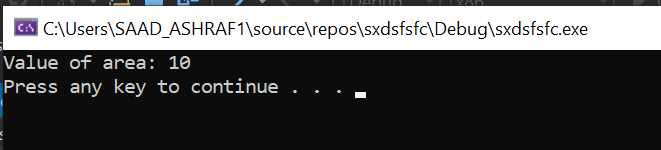 C:\Users\SAAD_ASHRAF1\source\repos\sxdsfsfc\Debug\sxdsfsfc.exe
Value of area: 10
Press any key to continue . . .